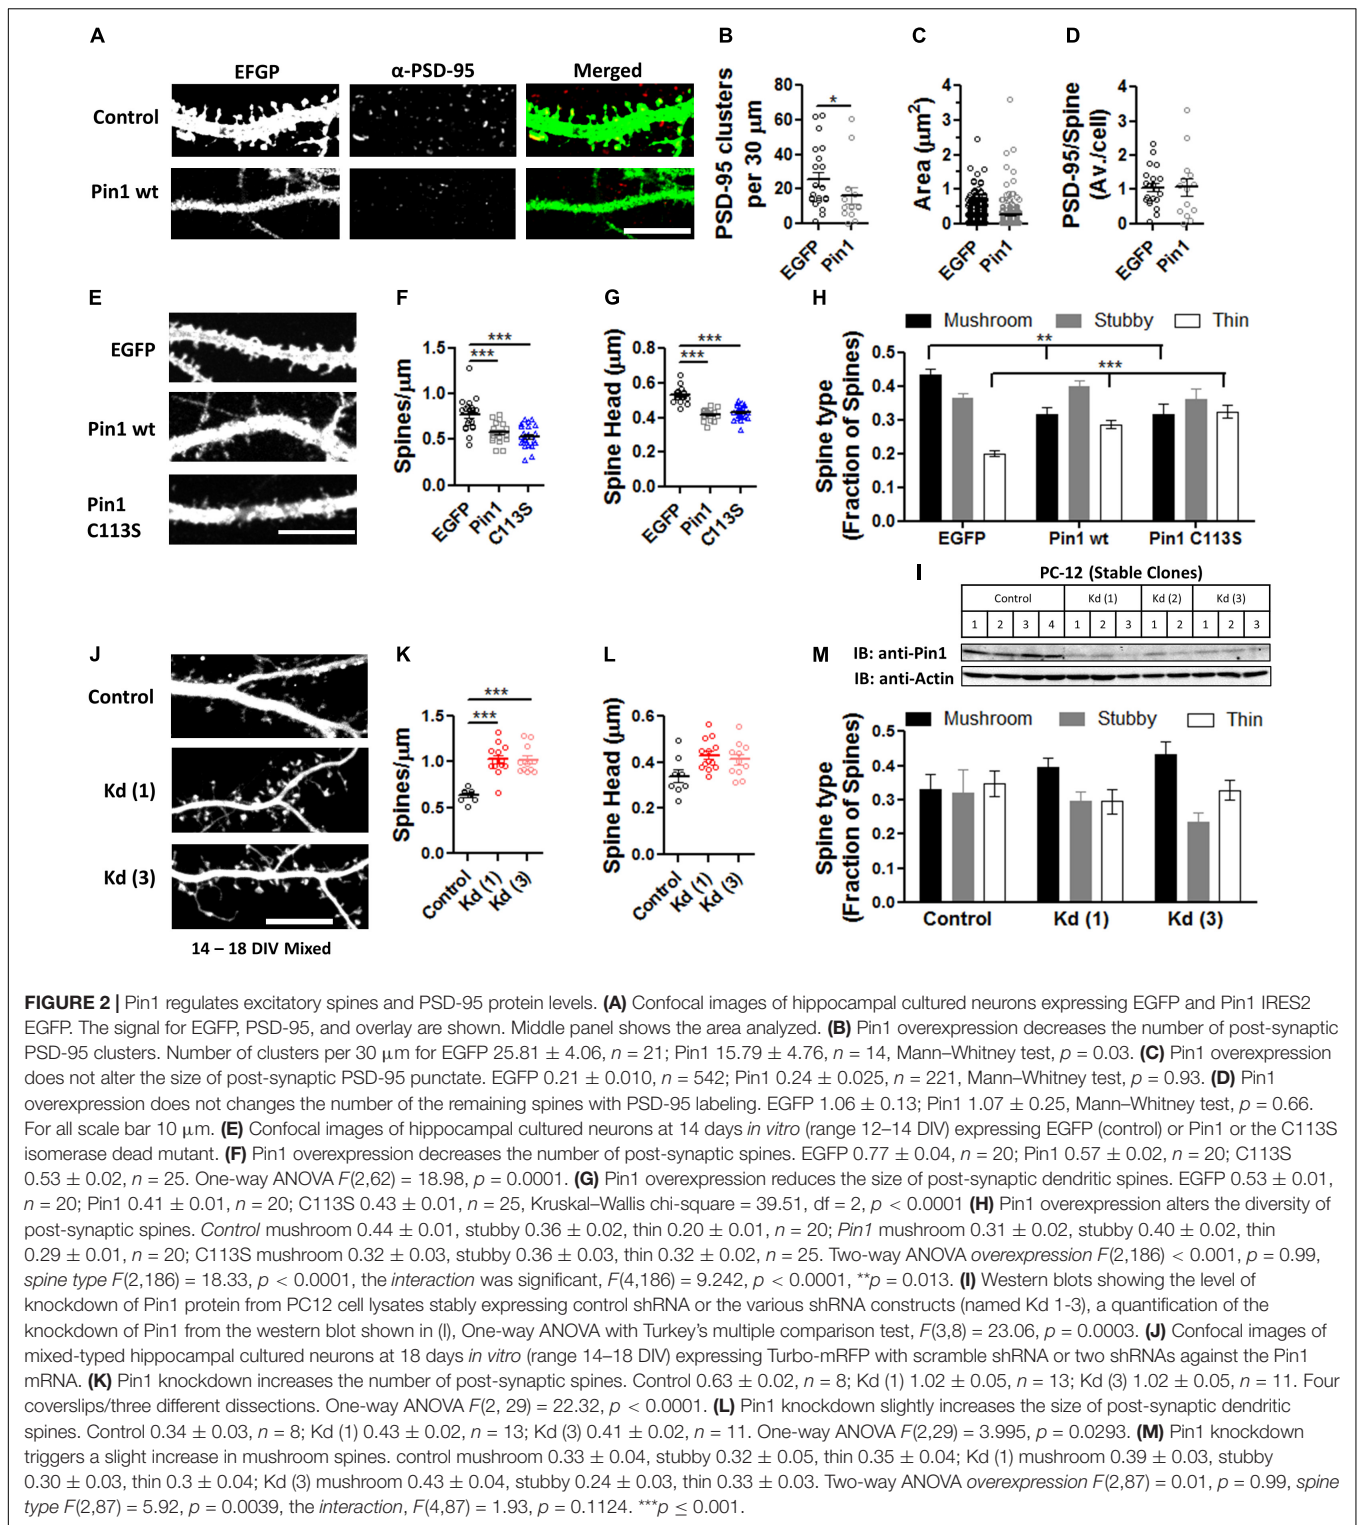 A
EFGP
α-PSD-95
Merged
Control
Pin1 wt
B
PSD-95 clusters
per 30 μm
80
60
40
20
0
*
EGFP
Pin1
C
Area (μm²)
4
3
2
1
0
EGFP
Pin1
D
PSD-95/Spine
(Av./cell)
4
3
2
1
0
EGFP
Pin1
E
EGFP
Pin1 wt
Pin1
C113S
F
Spines/μm
1.5
1.0
0.5
0.0
***
***
EGFP
Pin1
C113S
G
Spine Head (μm)
0.8
0.6
0.4
0.2
0.0
***
***
EGFP
Pin1
C113S
H
Mushroom
Stubby
Thin
Spine type
(Fraction of Spines)
0.5
0.4
0.3
0.2
0.1
0.0
**
***
EGFP
Pin1 wt
Pin1 C113S
I
PC-12 (Stable Clones)
Control Kd (1) Kd (2) Kd (3)
1 2 3 4 1 2 3 1 2 1 2 3
IB: anti-Pin1
IB: anti-Actin
J
Control
Kd (1)
Kd (3)
14 – 18 DIV Mixed
K
Spines/μm
1.5
1.0
0.5
0.0
***
***
Control
Kd (1)
Kd (3)
L
Spine Head (μm)
0.6
0.4
0.2
0.0
Control
Kd (1)
Kd (3)
M
Mushroom
Stubby
Thin
Spine type
(Fraction of Spines)
0.5
0.4
0.3
0.2
0.1
0.0
Control
Kd (1)
Kd (3)
FIGURE 2 | Pin1 regulates excitatory spines and PSD-95 protein levels. (A) Confocal images of hippocampal cultured neurons expressing EGFP and Pin1 IRES2
EGFP. The signal for EGFP, PSD-95, and overlay are shown. Middle panel shows the area analyzed. (B) Pin1 overexpression decreases the number of post-synaptic
PSD-95 clusters. Number of clusters per 30 μm for EGFP 25.81 ± 4.06, n = 21; Pin1 15.79 ± 4.76, n = 14, Mann–Whitney test, p = 0.03. (C) Pin1 overexpression
does not alter the size of post-synaptic PSD-95 punctate. EGFP 0.21 ± 0.010, n = 542; Pin1 0.24 ± 0.025, n = 221, Mann–Whitney test, p = 0.93. (D) Pin1
overexpression does not changes the number of the remaining spines with PSD-95 labeling. EGFP 1.06 ± 0.13; Pin1 1.07 ± 0.25, Mann–Whitney test, p = 0.66.
For all scale bar 10 μm. (E) Confocal images of hippocampal cultured neurons at 14 days in vitro (range 12–14 DIV) expressing EGFP (control) or Pin1 or the C113S
isomerase dead mutant. (F) Pin1 overexpression decreases the number of post-synaptic spines. EGFP 0.77 ± 0.04, n = 20; Pin1 0.57 ± 0.02, n = 20; C113S
0.53 ± 0.02, n = 25. One-way ANOVA F(2,62) = 18.98, p = 0.0001. (G) Pin1 overexpression reduces the size of post-synaptic dendritic spines. EGFP 0.53 ± 0.01,
n = 20; Pin1 0.41 ± 0.01, n = 20; C113S 0.43 ± 0.01, n = 25, Kruskal–Wallis chi-square = 39.51, df = 2, p < 0.0001 (H) Pin1 overexpression alters the diversity of
post-synaptic spines. Control mushroom 0.44 ± 0.01, stubby 0.36 ± 0.02, thin 0.20 ± 0.01, n = 20; Pin1 mushroom 0.31 ± 0.02, stubby 0.40 ± 0.02, thin
0.29 ± 0.01, n = 20; C113S mushroom 0.32 ± 0.03, stubby 0.36 ± 0.03, thin 0.32 ± 0.02, n = 25. Two-way ANOVA overexpression F(2,186) < 0.001, p = 0.99,
spine type F(2,186) = 18.33, p < 0.0001, the interaction was significant, F(4,186) = 9.242, p < 0.0001, **p = 0.013. (I) Western blots showing the level of
knockdown of Pin1 protein from PC12 cell lysates stably expressing control shRNA or the various shRNA constructs (named Kd 1-3), a quantification of the
knockdown of Pin1 from the western blot shown in (I), One-way ANOVA with Turkey's multiple comparison test, F(3,8) = 23.06, p = 0.0003. (J) Confocal images of
mixed-typed hippocampal cultured neurons at 18 days in vitro (range 14–18 DIV) expressing Turbo-mRFP with scramble shRNA or two shRNAs against the Pin1
mRNA. (K) Pin1 knockdown increases the number of post-synaptic spines. Control 0.63 ± 0.02, n = 8; Kd (1) 1.02 ± 0.05, n = 13; Kd (3) 1.02 ± 0.05, n = 11. Four
coverslips/three different dissections. One-way ANOVA F(2, 29) = 22.32, p < 0.0001. (L) Pin1 knockdown slightly increases the size of post-synaptic dendritic
spines. Control 0.34 ± 0.03, n = 8; Kd (1) 0.43 ± 0.02, n = 13; Kd (3) 0.41 ± 0.02, n = 11. One-way ANOVA F(2,29) = 3.995, p = 0.0293. (M) Pin1 knockdown
triggers a slight increase in mushroom spines. control mushroom 0.33 ± 0.04, stubby 0.32 ± 0.05, thin 0.35 ± 0.04; Kd (1) mushroom 0.39 ± 0.03, stubby
0.30 ± 0.03, thin 0.3 ± 0.04; Kd (3) mushroom 0.43 ± 0.04, stubby 0.24 ± 0.03, thin 0.33 ± 0.03. Two-way ANOVA overexpression F(2,87) = 0.01, p = 0.99, spine
type F(2,87) = 5.92, p = 0.0039, the interaction, F(4,87) = 1.93, p = 0.1124. ***p ≤ 0.001.